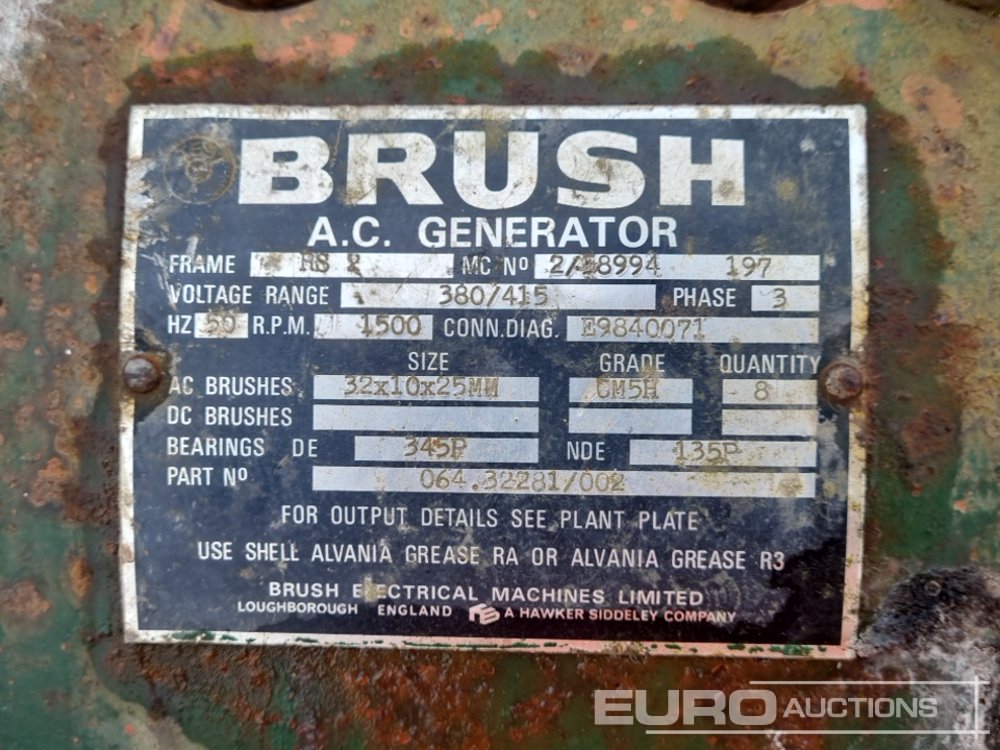 BRUSH
A.C. GENERATOR
FRAME RS MC Nº 2/58994 197
VOLTAGE RANGE 380/415 PHASE 3
HZ 50 R.P.M. 1500 CONN.DIAG. E9840071
SIZE GRADE QUANTITY
AC BRUSHES 32x10x25MM CM5H 8
DC BRUSHES
BEARINGS DE 345P NDE 135P
PART Nº 064.32281/002
FOR OUTPUT DETAILS SEE PLANT PLATE
USE SHELL ALVANIA GREASE RA OR ALVANIA GREASE R3
BRUSH ELECTRICAL MACHINES LIMITED
LOUGHBOROUGH ENGLAND HS A HAWKER SIDDELEY COMPANY
EURO AUCTIONS